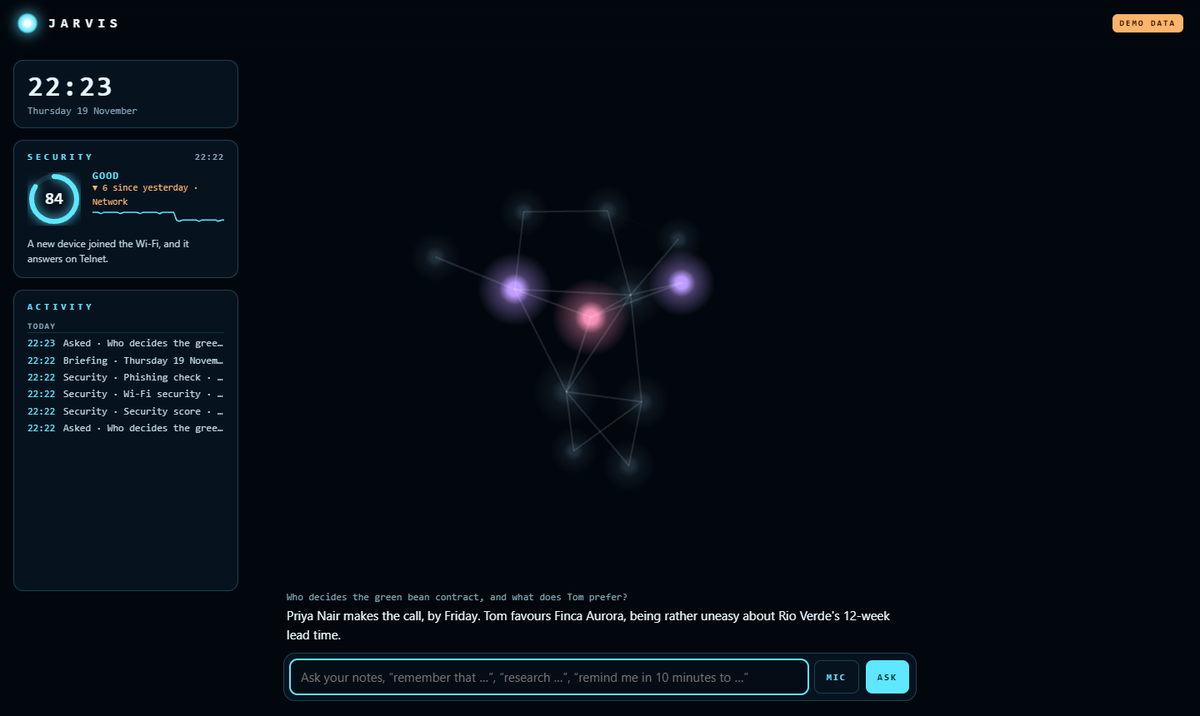 JARVIS
DEMO DATA
22:23
Thursday 19 November
SECURITY
22:22
84
GOOD
▼ 6 since yesterday ·
Network
A new device joined the Wi-Fi, and it
answers on Telnet.
ACTIVITY
TODAY
22:23 Asked · Who decides the gree…
22:22 Briefing · Thursday 19 Novem…
22:22 Security · Phishing check · …
22:22 Security · Wi-Fi security · …
22:22 Security · Security score · …
22:22 Asked · Who decides the gree…
Who decides the green bean contract, and what does Tom prefer?
Priya Nair makes the call, by Friday. Tom favours Finca Aurora, being rather uneasy about Rio Verde's 12-week
lead time.
Ask your notes, “remember that …”, “research …”, “remind me in 10 minutes to …”
MIC
ASK